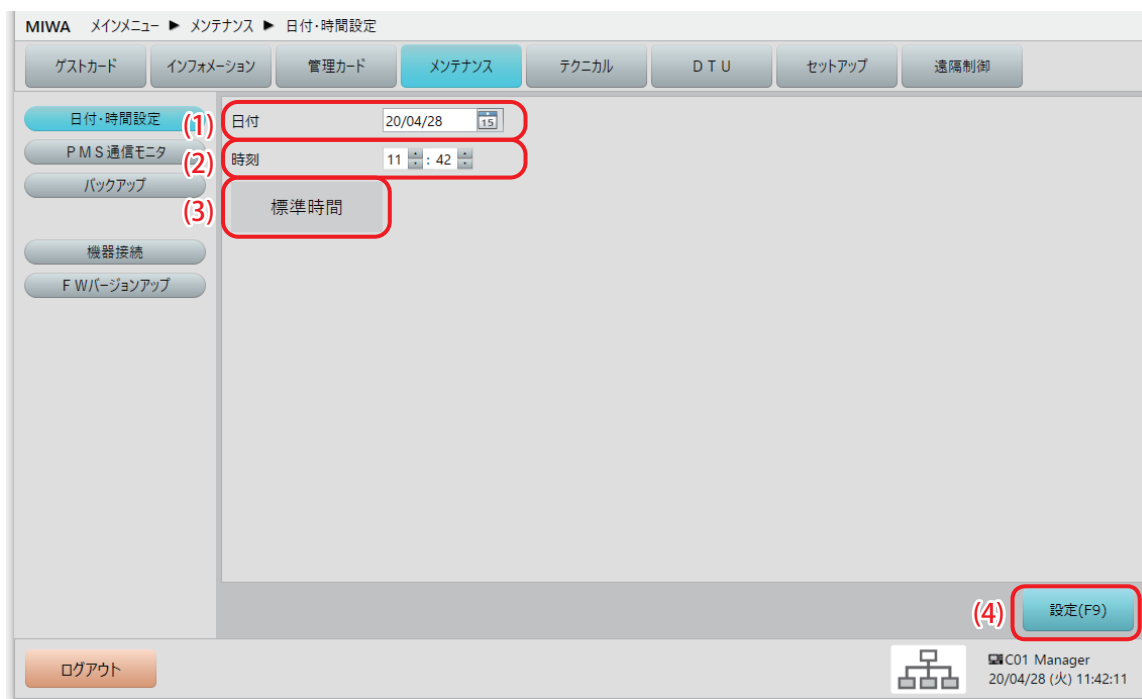 MIWA メインメニュー ▶ メンテナンス ▶ 日付･時間設定
ゲストカード インフォメーション 管理カード メンテナンス テクニカル DTU セットアップ 遠隔制御
日付･時間設定 (1) 日付 20/04/28 15
PMS通信モニタ (2) 時刻 11 : 42
バックアップ
(3) 標準時間
機器接続
FWバージョンアップ
(4) 設定(F9)
ログアウト
C01 Manager
20/04/28 (火) 11:42:11